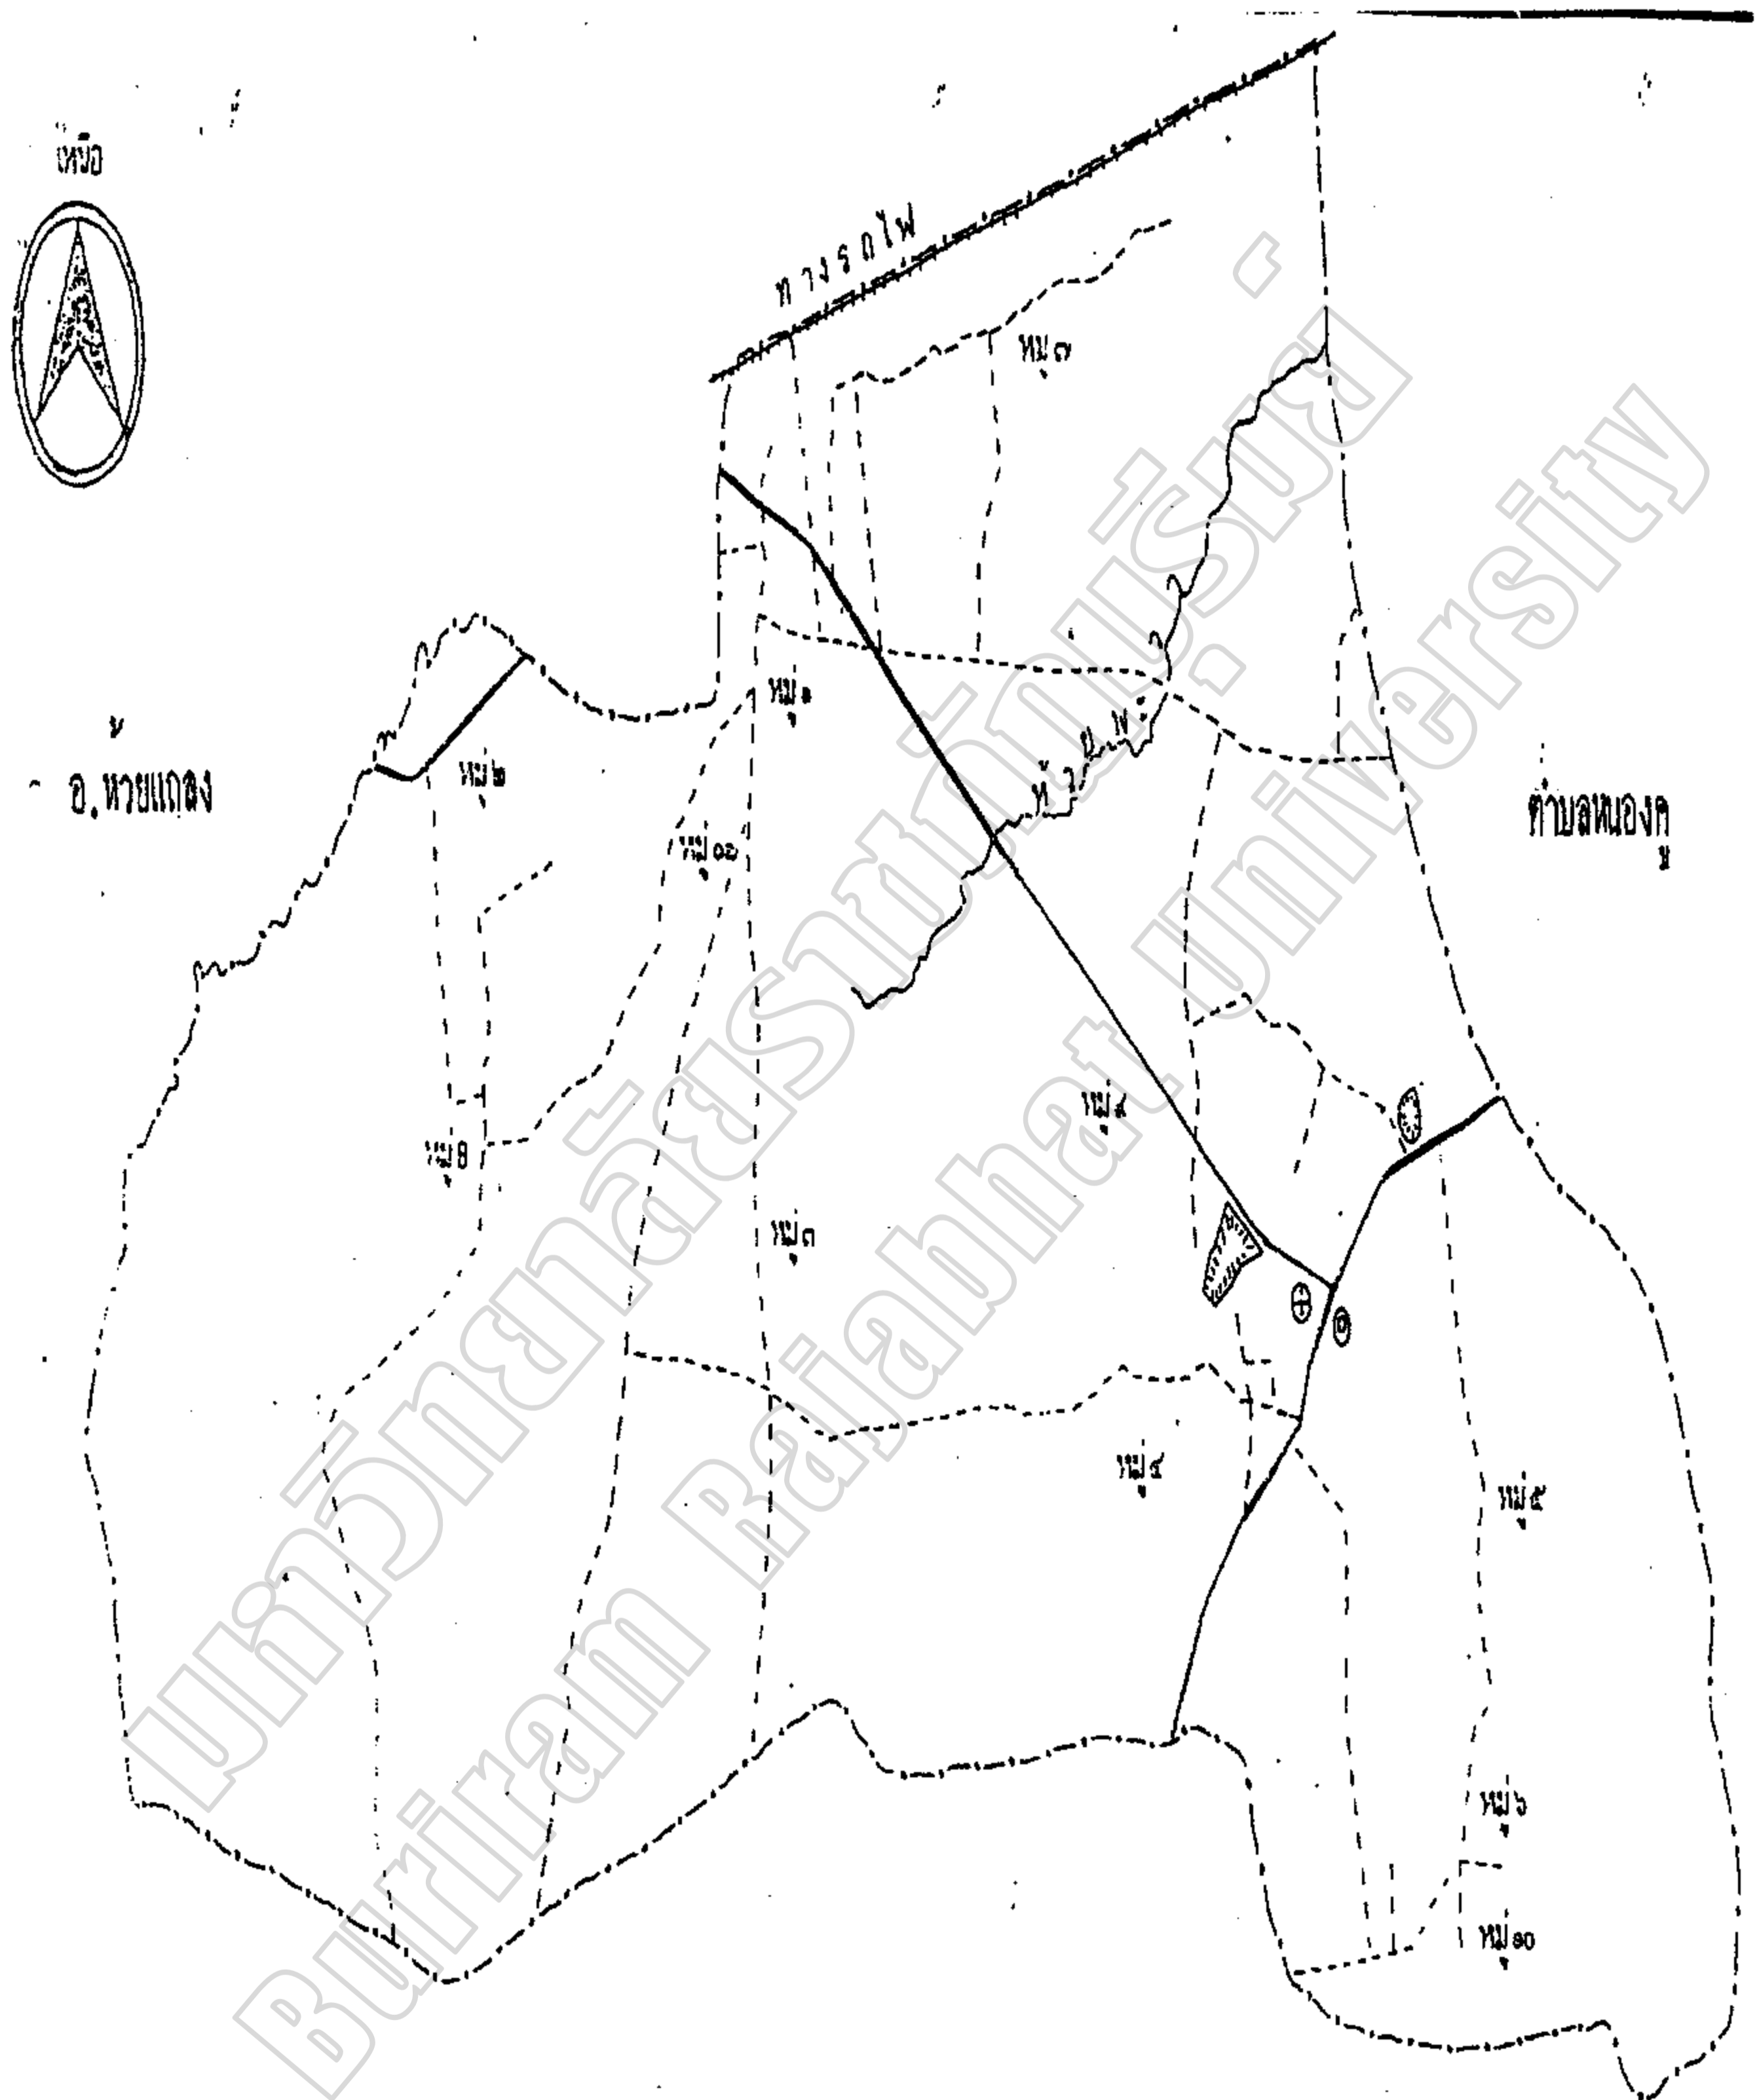 เหนือ
ทางรถไฟ
หมู่ ๗
หมู่ ๑
อ.ห้วยแถลง
หมู่ ๒
ห้วย
ตำบลหนองคู
หมู่
หมู่ ๔
หมู่ ๘
หมู่ ๓
หมู่
หมู่ ๕
หมู่ ๖
หมู่ ๑๐
มหาวิทยาลัยราชภัฏบุรีรัมย์
Buriram Rajabhat University